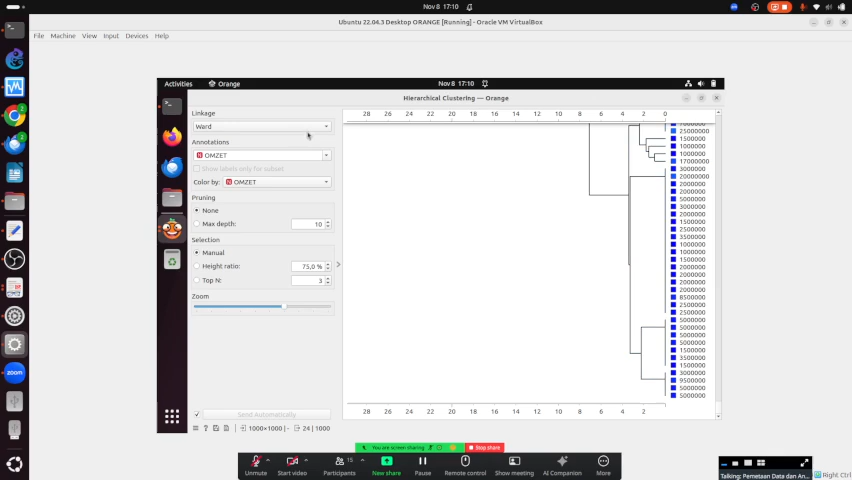 Nov 8 17:10
Ubuntu 22.04.3 Desktop ORANGE [Running] - Oracle VM VirtualBox
File Machine View Input Devices Help
Activities Orange Nov 8 17:10
Hierarchical Clustering — Orange
Linkage
Ward
Annotations
OMZET
Show labels only for subset
Color by: OMZET
Pruning
None
Max depth: 10
Selection
Manual
Height ratio: 75,0 %
Top N: 3
Zoom
Send Automatically
1000+1000 | - 24 | 1000
28 26 24 22 20 18 16 14 12 10 8 6 4 2 0
25000000
1500000
1000000
1000000
17000000
3000000
20000000
2000000
2000000
5000000
3000000
2000000
1500000
2500000
3500000
1000000
1000000
1500000
2000000
2000000
2000000
8500000
2500000
2500000
5000000
5000000
5000000
5000000
1500000
3500000
1500000
3000000
9500000
5000000
5000000
28 26 24 22 20 18 16 14 12 10 8 6 4 2 0
You are screen sharing Stop share
Unmute Start video Participants 15 New share Pause Remote control Show meeting AI Companion More
Talking: Pemetaan Data dan An...
Right Ctrl